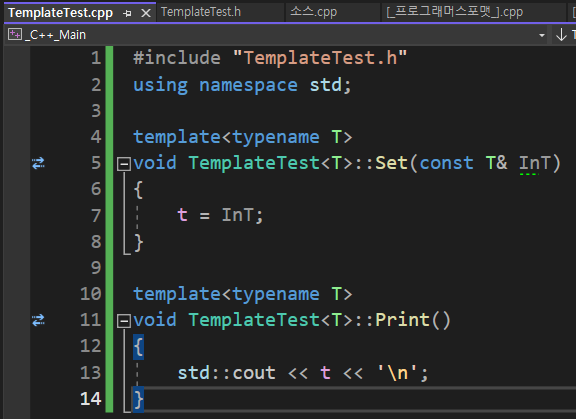 TemplateTest.cpp TemplateTest.h 소스.cpp [_프로그래머스포맷_].cpp [
_C++_Main
1 #include "TemplateTest.h"
2 using namespace std;
3
4 template<typename T>
5 void TemplateTest<T>::Set(const T& InT)
6 {
7 t = InT;
8 }
9
10 template<typename T>
11 void TemplateTest<T>::Print()
12 {
13 std::cout << t << '\n';
14 }